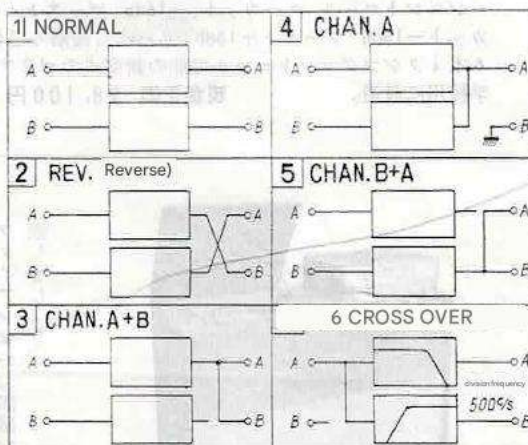 1| NORMAL
A A
B B
4 CHAN.A
A A
B B
2 REV. Reverse)
A A
B B
5 CHAN.B+A
A A
B B
3 CHAN.A+B
A A
B B
6 CROSS OVER
A A
division frequency
500c/s
B B